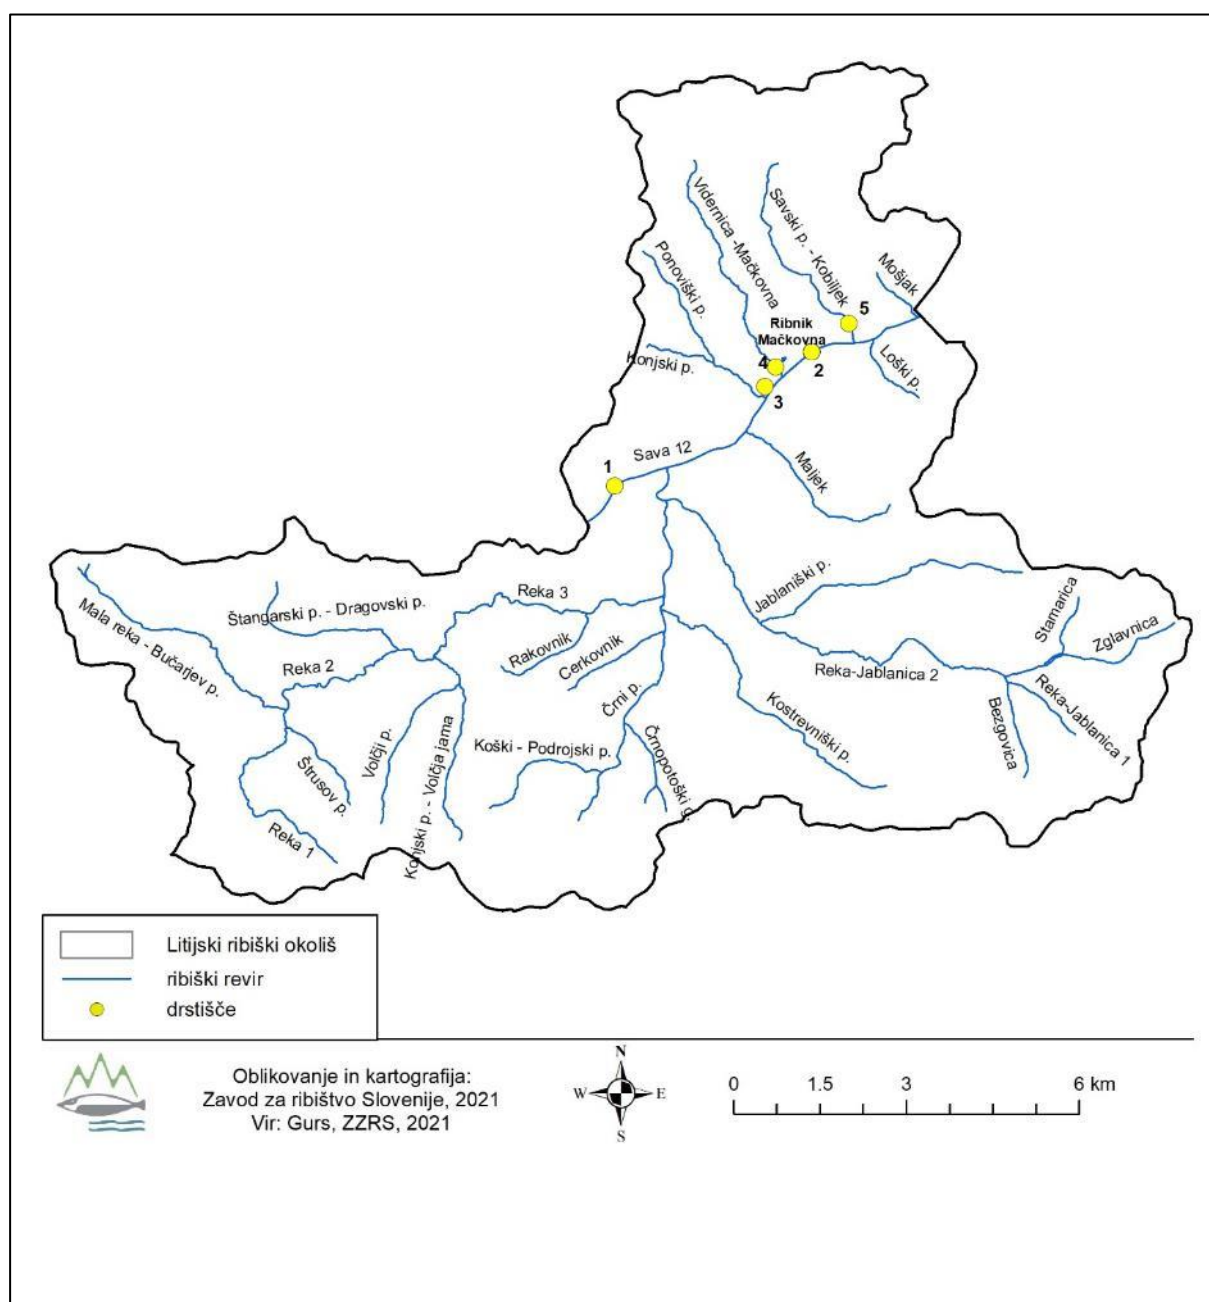 Vidernica -Mačkovna
Savski p. - Kobiljek
Ponoviški p.
Mošjak
5
Ribnik
Mačkovna
Konjski p.
4
2
Loški p.
3
Sava 12
1
Maljek
Jablaniški p.
Reka 3
Štangarski p. - Dragovski p.
Mala reka - Bučarjev p.
Stamarica
Zglavnica
Rakovnik
Cerkovnik
Reka 2
Reka-Jablanica 2
Reka-Jablanica 1
Bezgovica
Črni p.
Kostrevniški p.
Volčji p.
Konjski p. - Volčja jama
Koški - Podrojski p.
Črnopotoški p.
Štrusov p.
Reka 1
Litijski ribiški okoliš
ribiški revir
drstišče
Oblikovanje in kartografija:
Zavod za ribištvo Slovenije, 2021
Vir: Gurs, ZZRS, 2021
N
W E
S
0 1.5 3 6 km